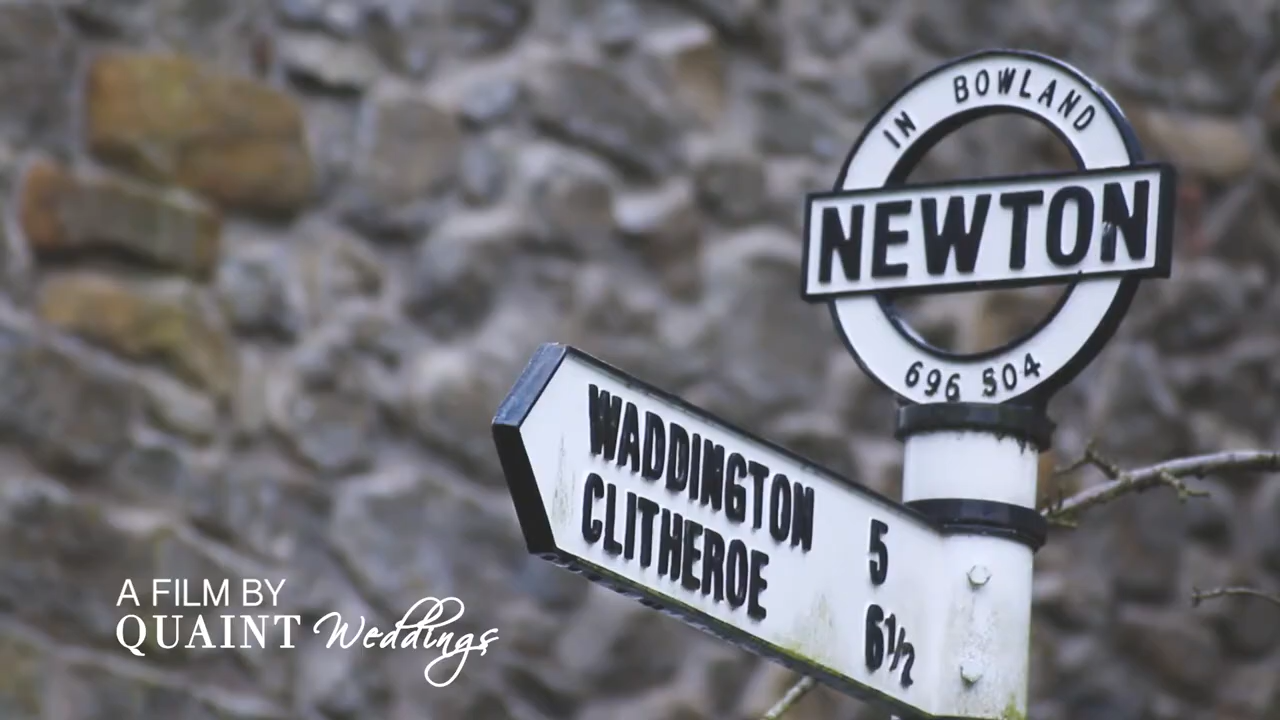 IN BOWLAND
NEWTON
696 504
WADDINGTON 5
CLITHEROE 6½
A FILM BY
QUAINT Weddings